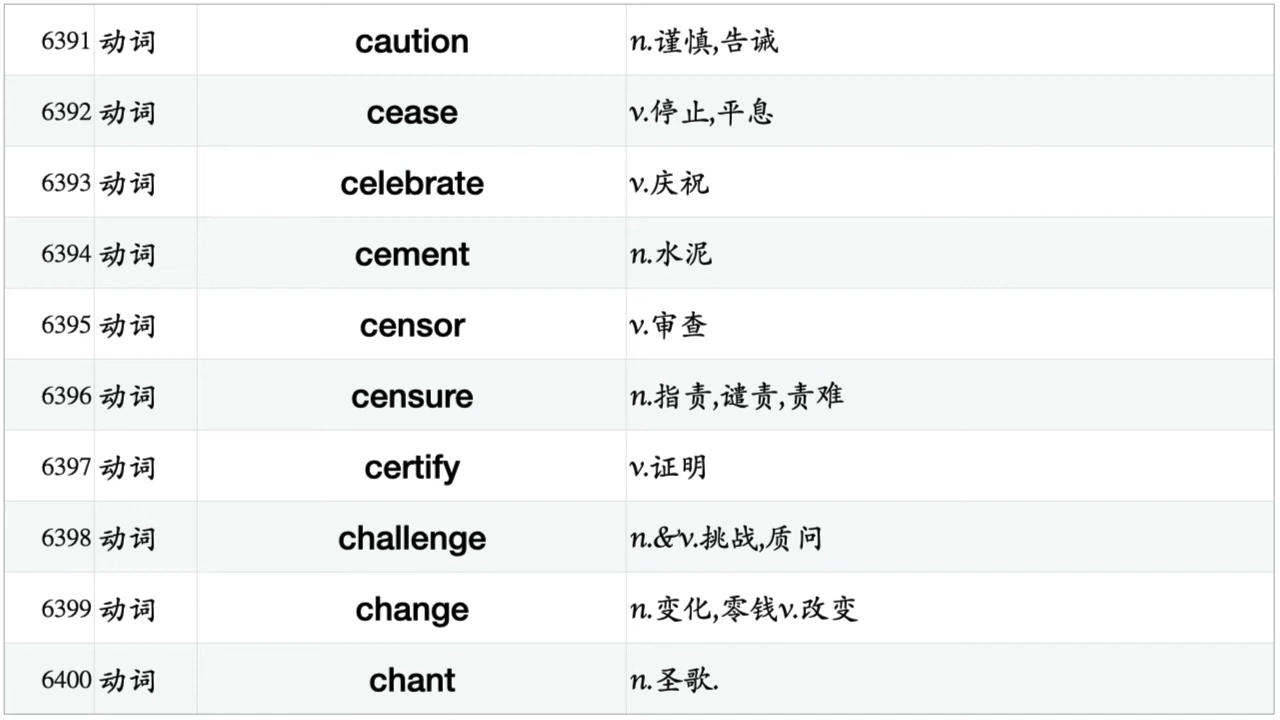 6391 动词 caution n.谨慎,告诫
6392 动词 cease v.停止,平息
6393 动词 celebrate v.庆祝
6394 动词 cement n.水泥
6395 动词 censor v.审查
6396 动词 censure n.指责,谴责,责难
6397 动词 certify v.证明
6398 动词 challenge n.&v.挑战,质问
6399 动词 change n.变化,零钱v.改变
6400 动词 chant n.圣歌.